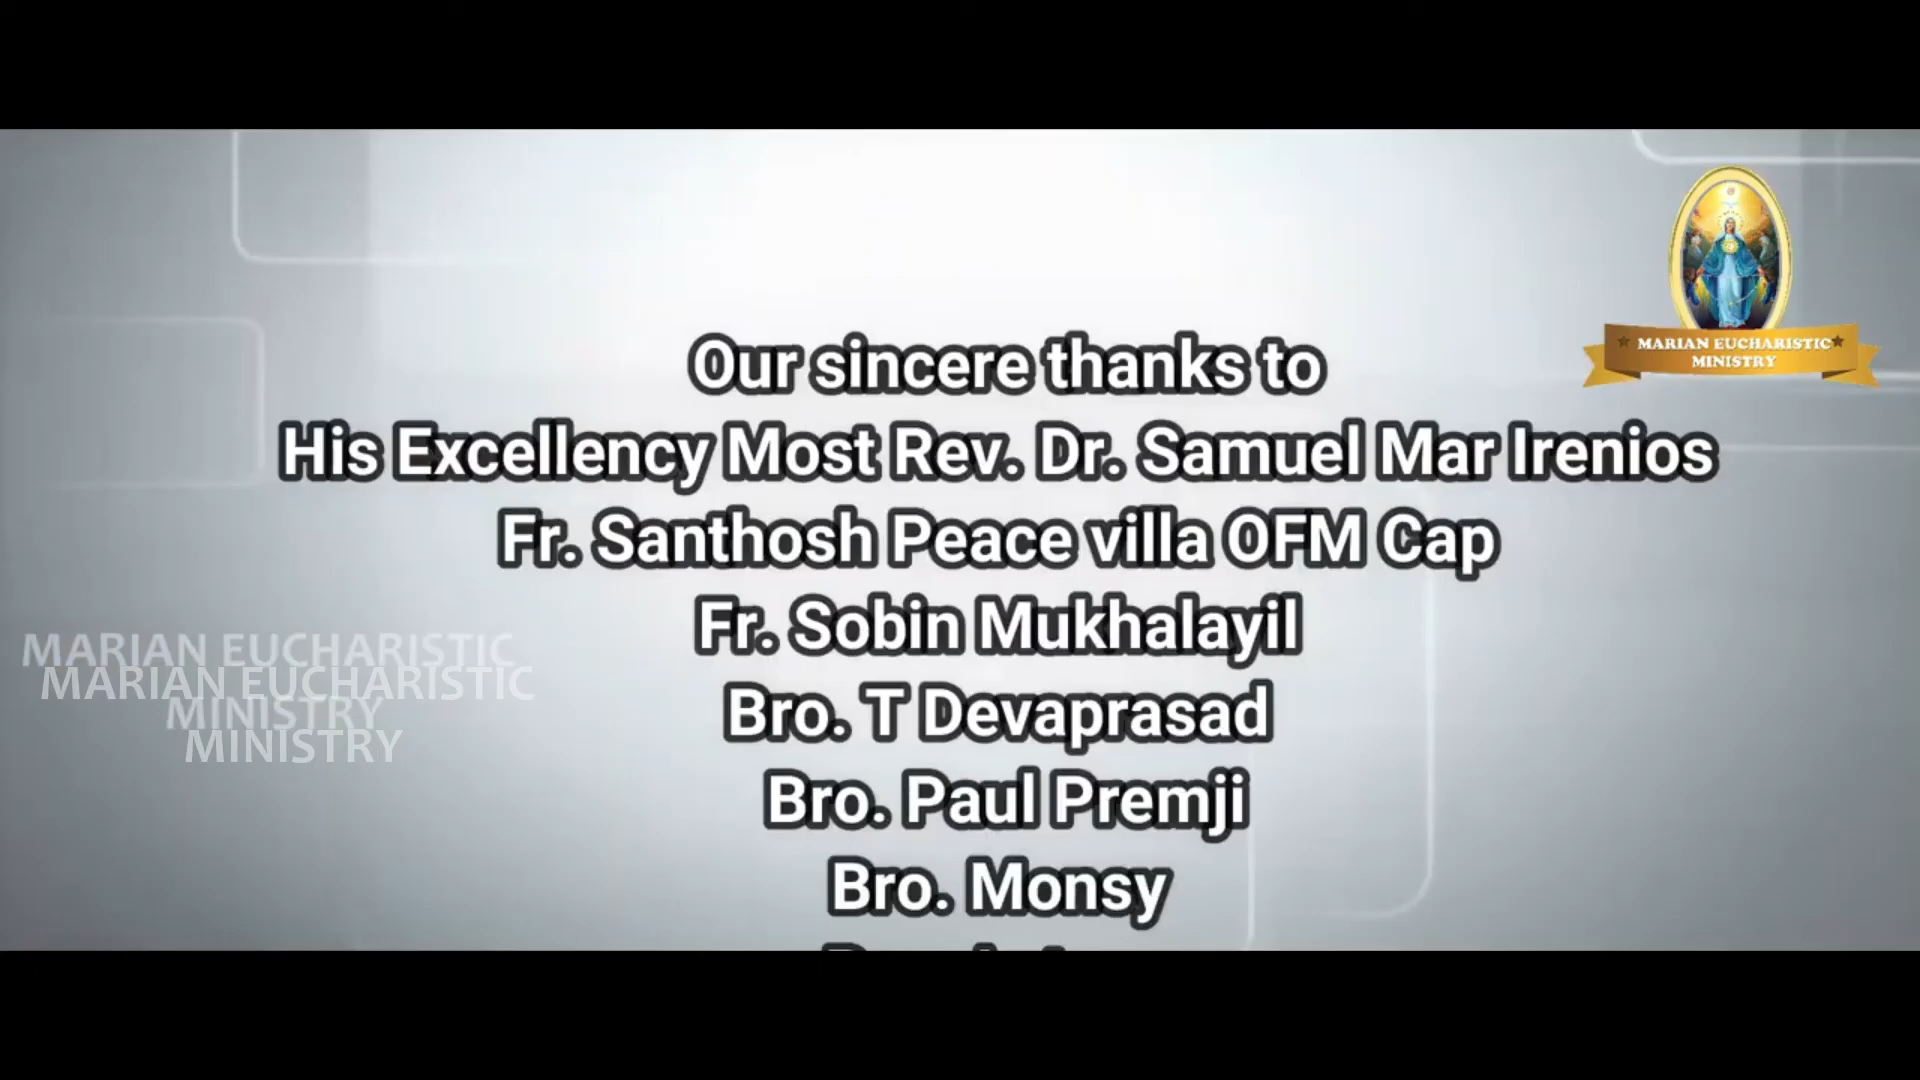 MARIAN EUCHARISTIC
MINISTRY
Our sincere thanks to
His Excellency Most Rev. Dr. Samuel Mar Irenios
Fr. Santhosh Peace villa OFM Cap
Fr. Sobin Mukhalayil
Bro. T Devaprasad
Bro. Paul Premji
Bro. Monsy
MARIAN EUCHARISTIC
MINISTRY
MARIAN EUCHARISTIC
MINISTRY